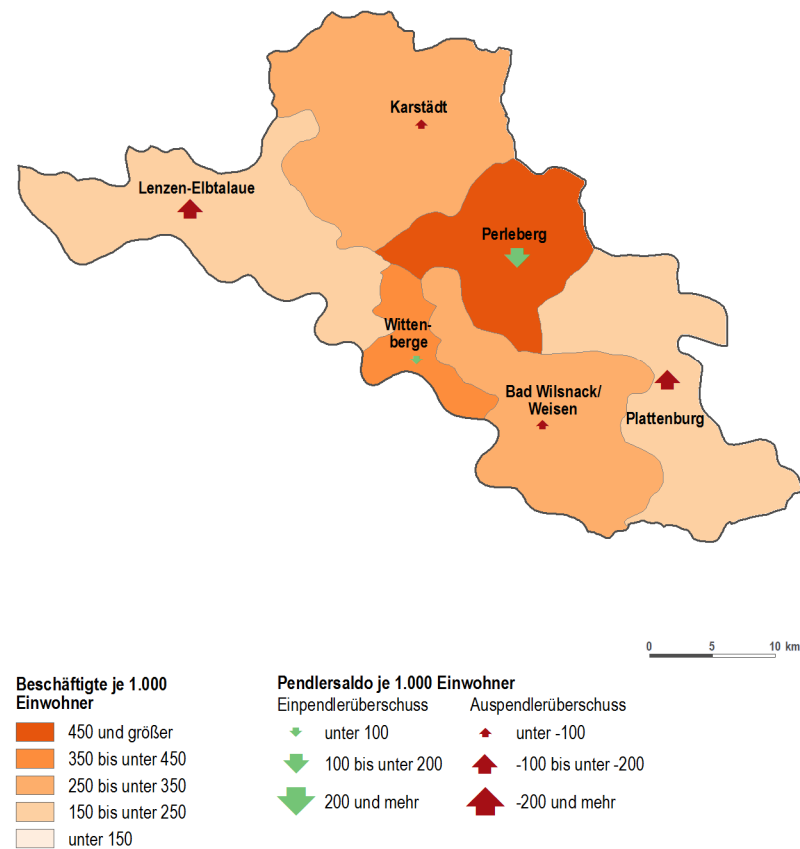 Karstädt
Lenzen-Elbtalaue
Perleberg
Witten-
berge
Bad Wilsnack/
Weisen
Plattenburg
0 5 10 km
Beschäftigte je 1.000
Einwohner
450 und größer
350 bis unter 450
250 bis unter 350
150 bis unter 250
unter 150
Pendlersaldo je 1.000 Einwohner
Einpendlerüberschuss
unter 100
100 bis unter 200
200 und mehr
Auspendlerüberschuss
unter -100
-100 bis unter -200
-200 und mehr